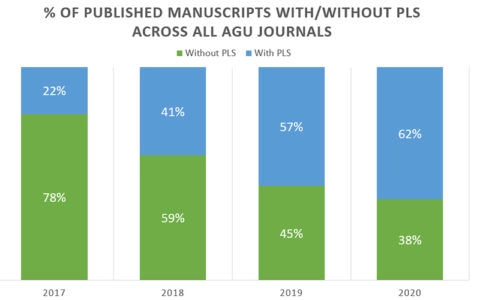 % OF PUBLISHED MANUSCRIPTS WITH/WITHOUT PLS
ACROSS ALL AGU JOURNALS
Without PLS With PLS
22% 41% 57% 62%
78% 59% 45% 38%
2017 2018 2019 2020